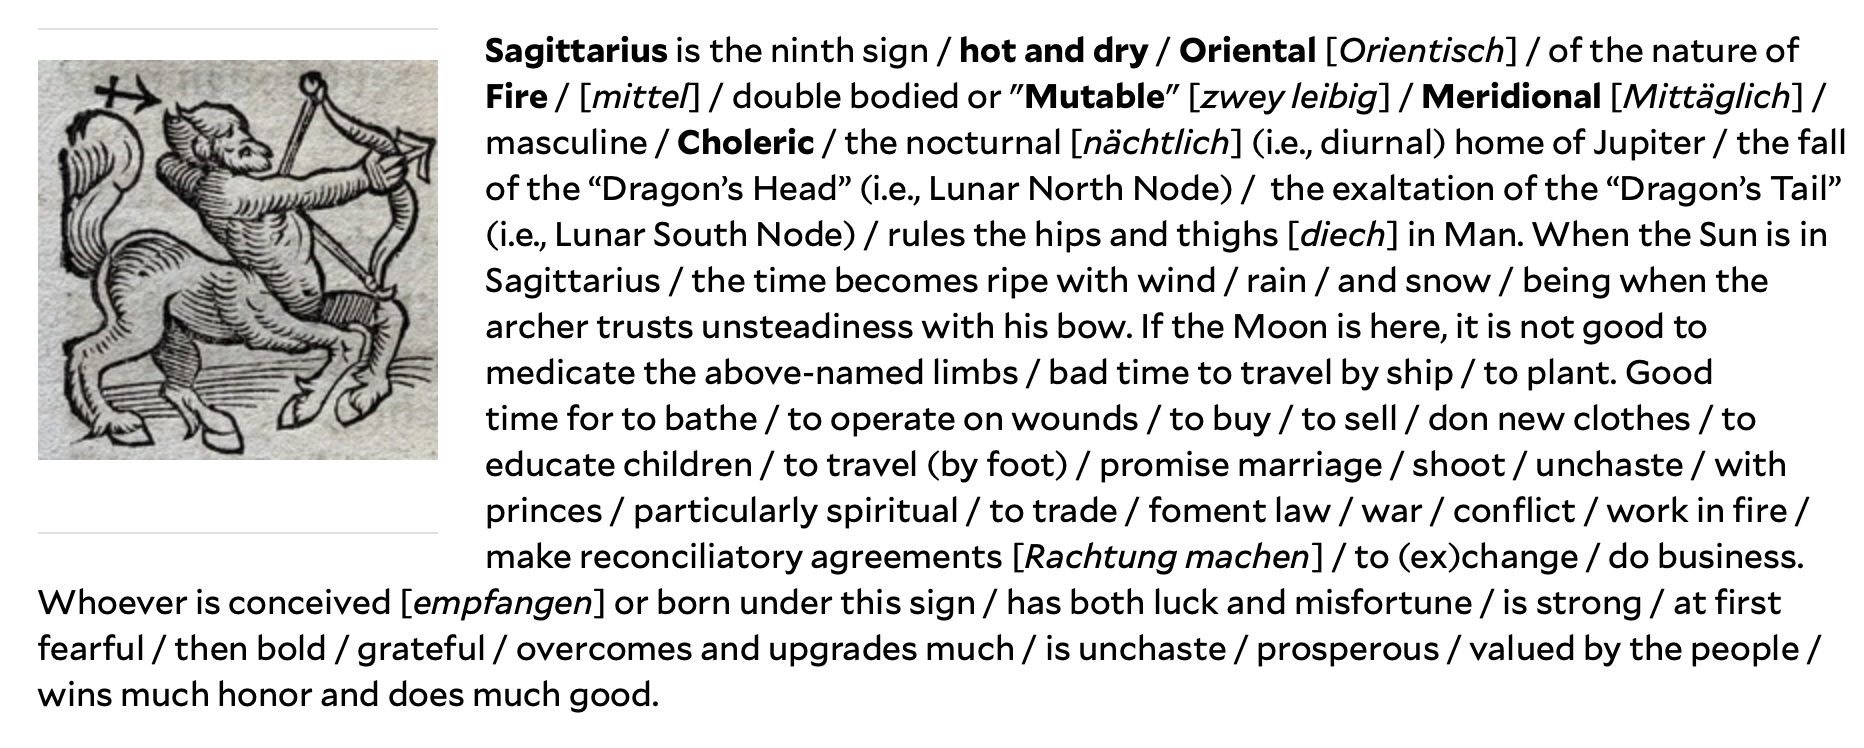 Sagittarius is the ninth sign / hot and dry / Oriental [Orientisch] / of the nature of
Fire / [mittel] / double bodied or "Mutable" [zwey leibig] / Meridional [Mittäglich] /
masculine / Choleric / the nocturnal [nächtlich] (i.e., diurnal) home of Jupiter / the fall
of the “Dragon’s Head” (i.e., Lunar North Node) /  the exaltation of the “Dragon’s Tail”
(i.e., Lunar South Node) / rules the hips and thighs [diech] in Man. When the Sun is in
Sagittarius / the time becomes ripe with wind / rain / and snow / being when the
archer trusts unsteadiness with his bow. If the Moon is here, it is not good to
medicate the above-named limbs / bad time to travel by ship / to plant. Good
time for to bathe / to operate on wounds / to buy / to sell / don new clothes / to
educate children / to travel (by foot) / promise marriage / shoot / unchaste / with
princes / particularly spiritual / to trade / foment law / war / conflict / work in fire /
make reconciliatory agreements [Rachtung machen] / to (ex)change / do business.
Whoever is conceived [empfangen] or born under this sign / has both luck and misfortune / is strong / at first
fearful / then bold / grateful / overcomes and upgrades much / is unchaste / prosperous / valued by the people /
wins much honor and does much good.